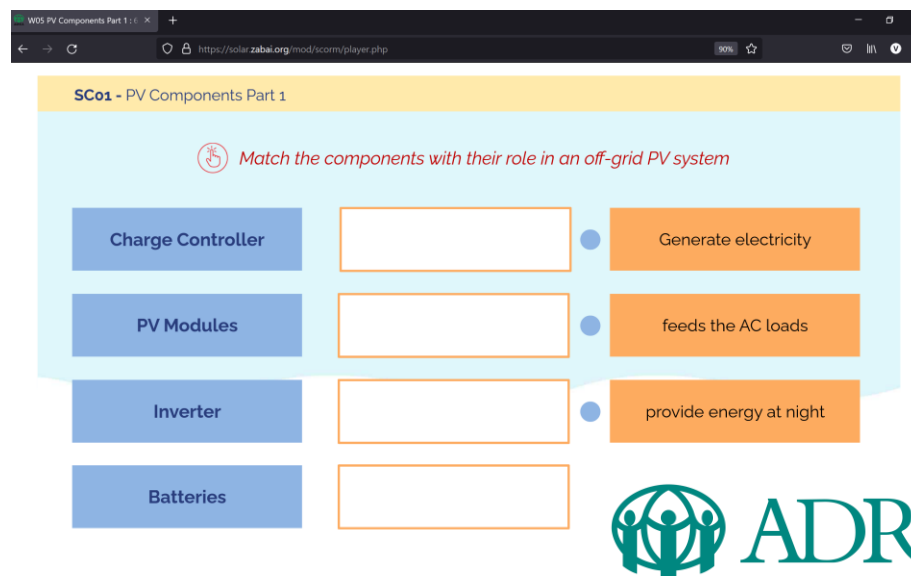 W05 PV Components Part 1 : 6
https://solar.zabai.org/mod/scorm/player.php
90%
V
SC01 - PV Components Part 1
Match the components with their role in an off-grid PV system
Charge Controller
Generate electricity
PV Modules
feeds the AC loads
Inverter
provide energy at night
Batteries
ADR